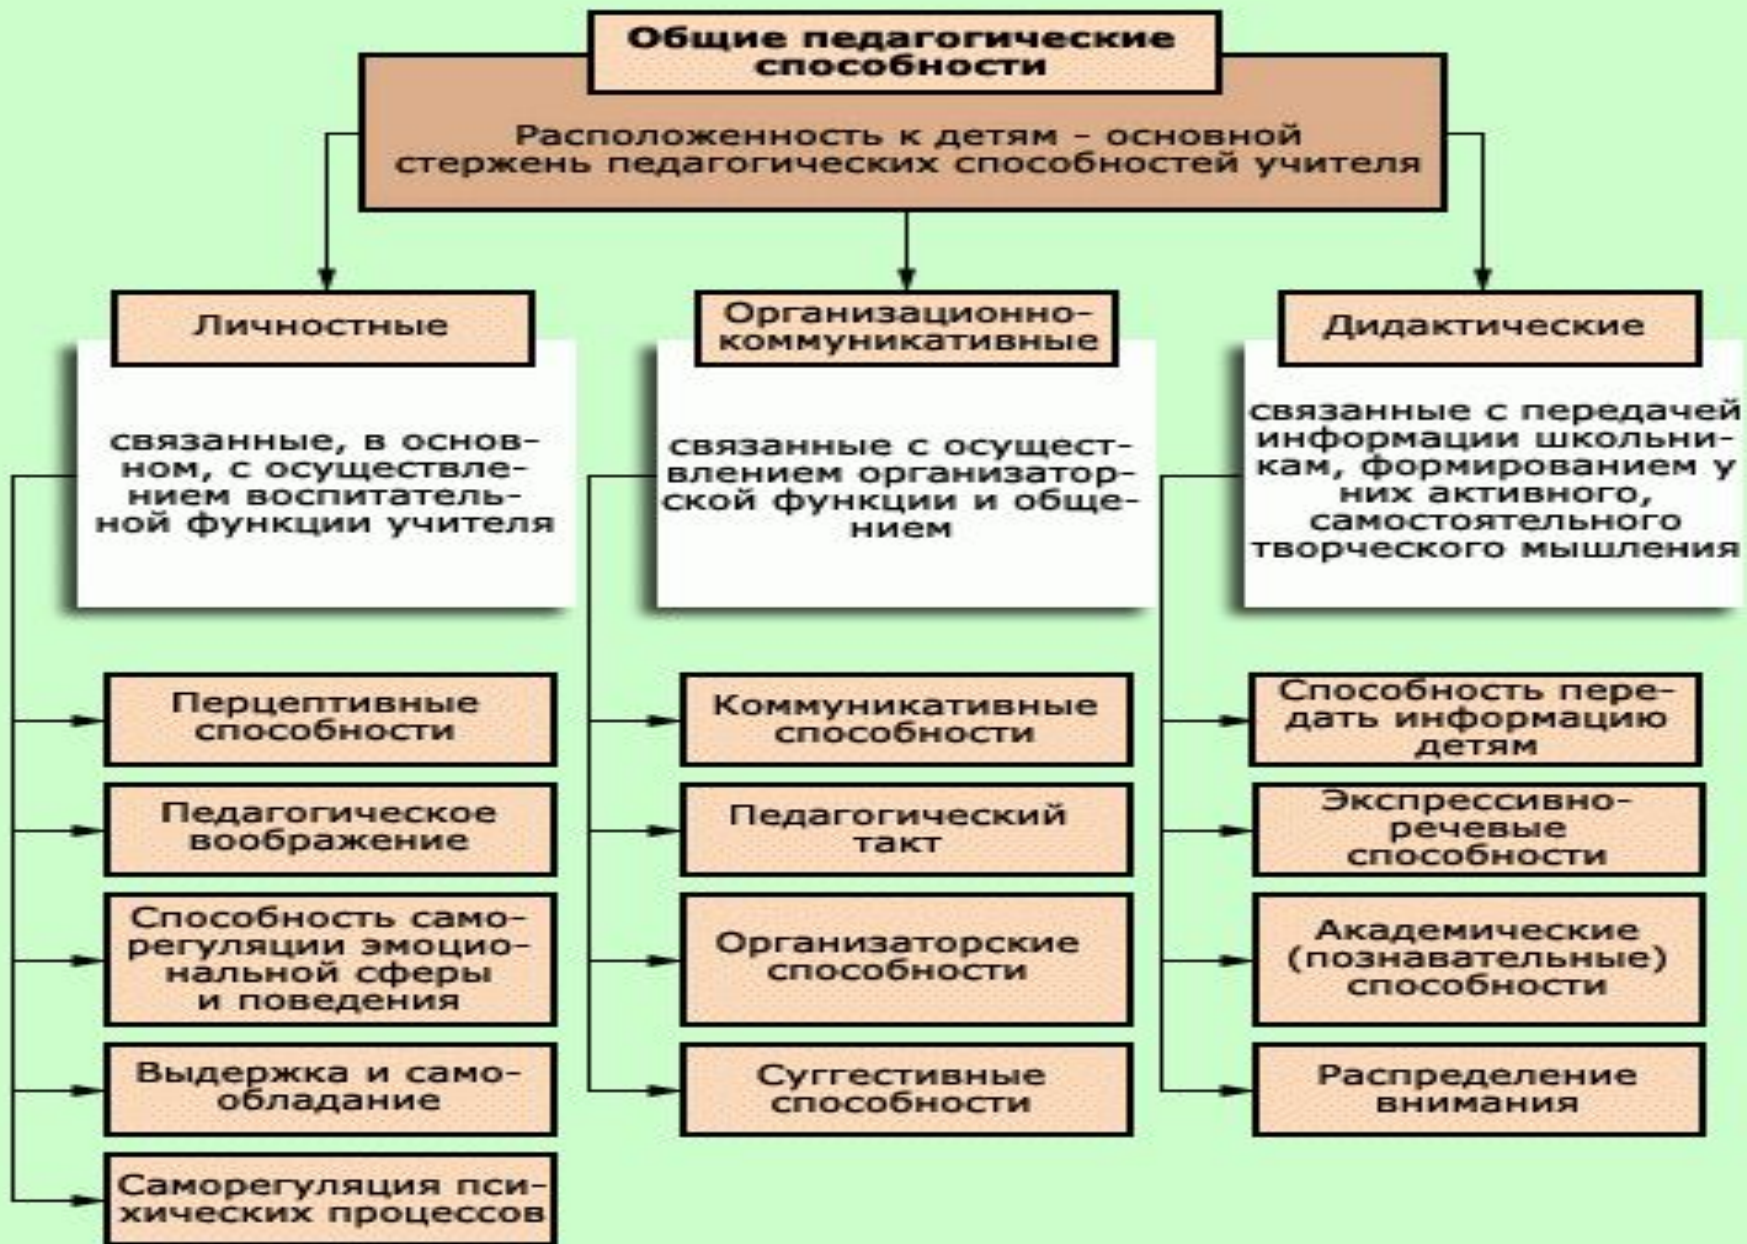 Общие педагогические
способности
Расположенность к детям - основной
стержень педагогических способностей учителя
Личностные
связанные, в основ-
ном, с осуществле-
нием воспитатель-
ной функции учителя
Перцептивные
способности
Педагогическое
воображение
Способность само-
регуляции эмоцио-
нальной сферы
и поведения
Выдержка и само-
обладание
Саморегуляция пси-
хических процессов
Организационно-
коммуникативные
связанные с осущест-
влением организатор-
ской функции и обще-
нием
Коммуникативные
способности
Педагогический
такт
Организаторские
способности
Суггестивные
способности
Дидактические
связанные с передачей
информации школьни-
кам, формированием у
них активного,
самостоятельного
творческого мышления
Способность пере-
дать информацию
детям
Экспрессивно-
речевые
способности
Академические
(познавательные)
способности
Распределение
внимания